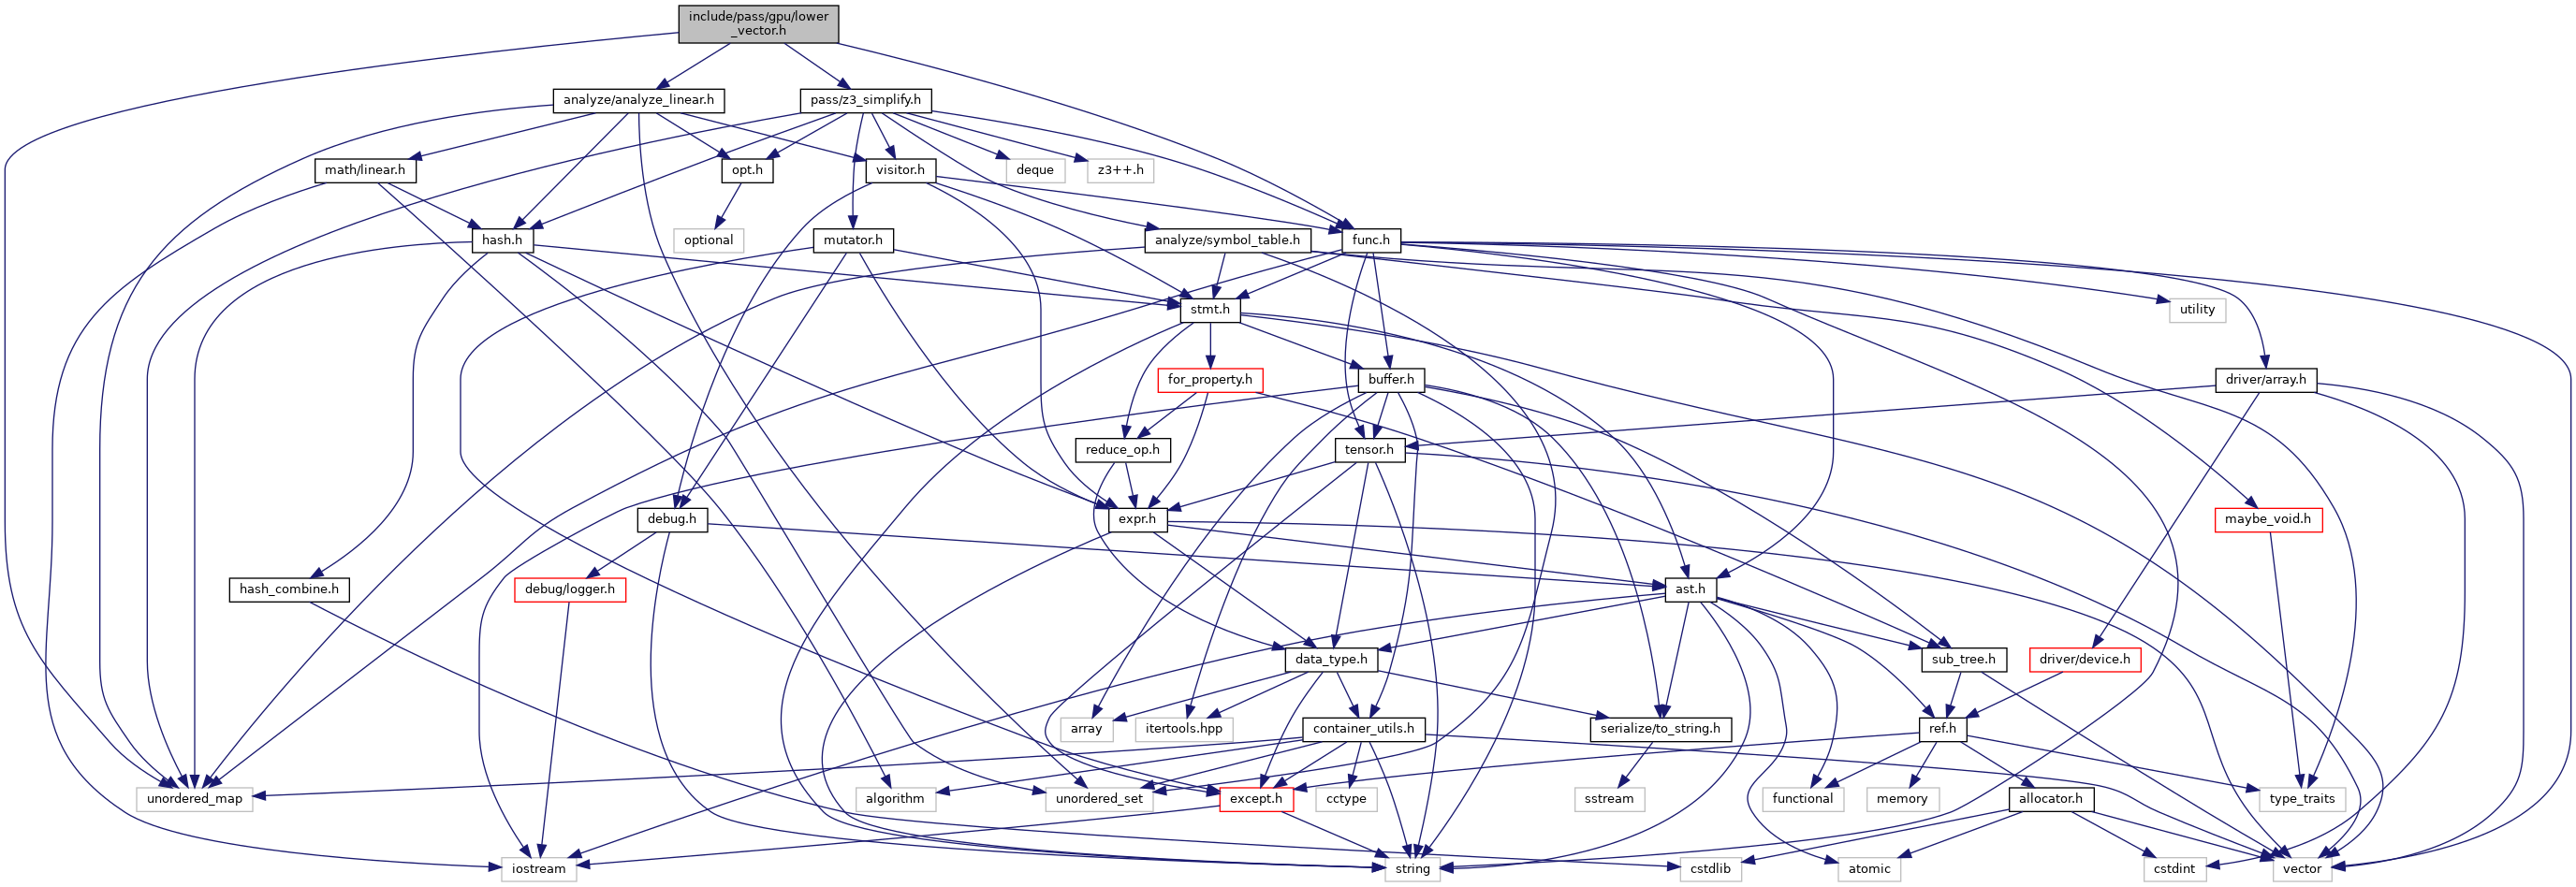 include/pass/gpu/lower
_vector.h
analyze/analyze_linear.h
pass/z3_simplify.h
math/linear.h
opt.h
visitor.h
deque
z3++.h
hash.h
optional
mutator.h
analyze/symbol_table.h
func.h
stmt.h
utility
for_property.h
buffer.h
driver/array.h
reduce_op.h
tensor.h
debug.h
expr.h
maybe_void.h
hash_combine.h
debug/logger.h
ast.h
data_type.h
sub_tree.h
driver/device.h
array
itertools.hpp
container_utils.h
serialize/to_string.h
ref.h
unordered_map
algorithm
unordered_set
except.h
cctype
sstream
functional
memory
allocator.h
type_traits
iostream
string
cstdlib
atomic
cstdint
vector